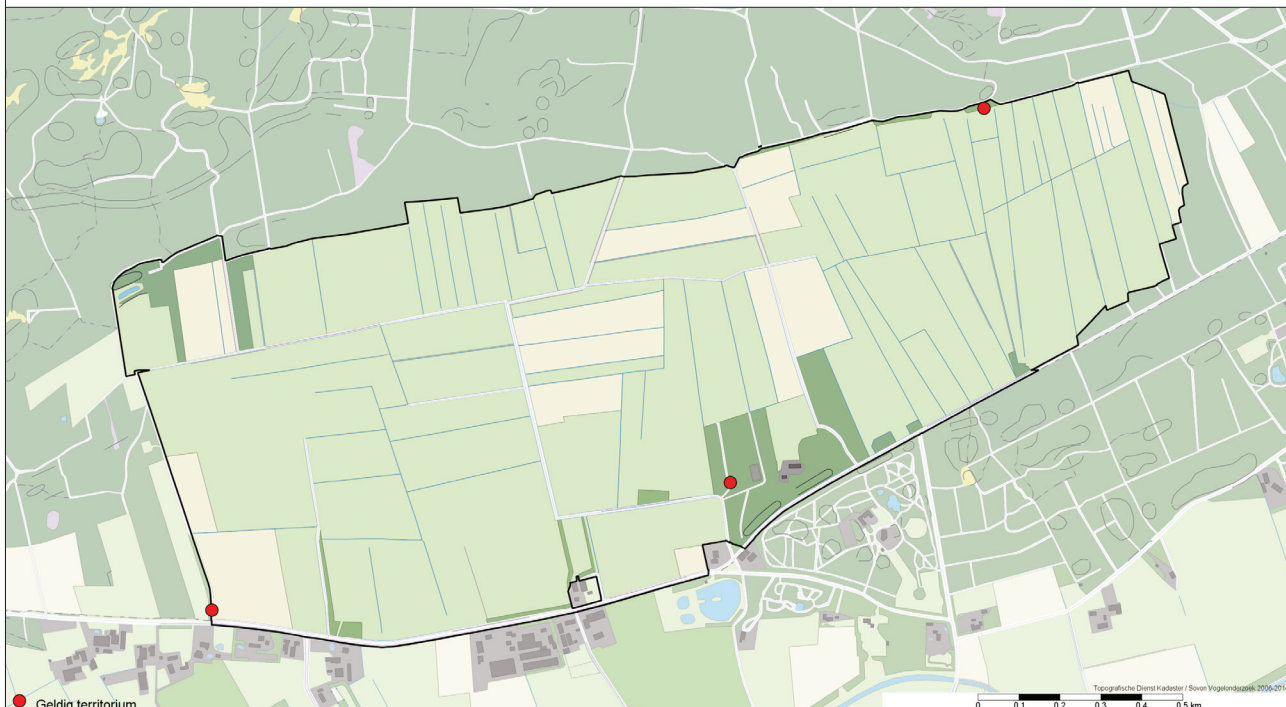 Topografische Dienst Kadaster / Sovon Vogelonderzoek 2006-201
Geldig territorium
0 0.1 0.2 0.3 0.4 0.5 km